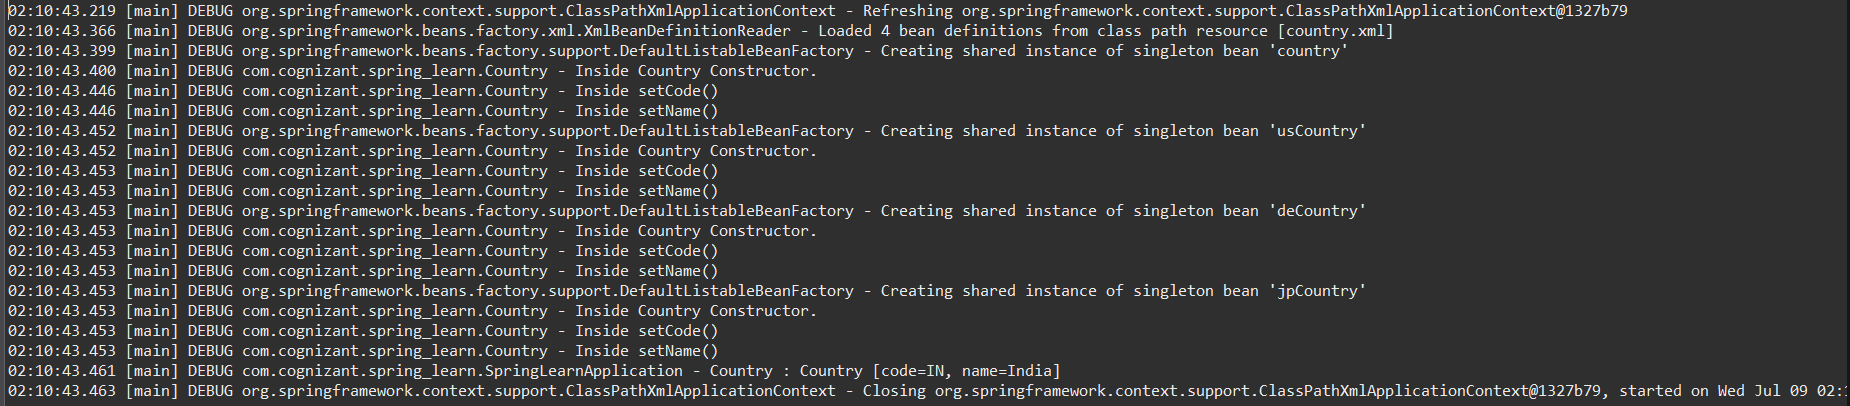 02:10:43.219 [main] DEBUG org.springframework.context.support.ClassPathXmlApplicationContext - Refreshing org.springframework.context.support.ClassPathXmlApplicationContext@1327b79
02:10:43.366 [main] DEBUG org.springframework.beans.factory.xml.XmlBeanDefinitionReader - Loaded 4 bean definitions from class path resource [country.xml]
02:10:43.399 [main] DEBUG org.springframework.beans.factory.support.DefaultListableBeanFactory - Creating shared instance of singleton bean 'country'
02:10:43.400 [main] DEBUG com.cognizant.spring_learn.Country - Inside Country Constructor.
02:10:43.446 [main] DEBUG com.cognizant.spring_learn.Country - Inside setCode()
02:10:43.446 [main] DEBUG com.cognizant.spring_learn.Country - Inside setName()
02:10:43.452 [main] DEBUG org.springframework.beans.factory.support.DefaultListableBeanFactory - Creating shared instance of singleton bean 'usCountry'
02:10:43.452 [main] DEBUG com.cognizant.spring_learn.Country - Inside Country Constructor.
02:10:43.453 [main] DEBUG com.cognizant.spring_learn.Country - Inside setCode()
02:10:43.453 [main] DEBUG com.cognizant.spring_learn.Country - Inside setName()
02:10:43.453 [main] DEBUG org.springframework.beans.factory.support.DefaultListableBeanFactory - Creating shared instance of singleton bean 'deCountry'
02:10:43.453 [main] DEBUG com.cognizant.spring_learn.Country - Inside Country Constructor.
02:10:43.453 [main] DEBUG com.cognizant.spring_learn.Country - Inside setCode()
02:10:43.453 [main] DEBUG com.cognizant.spring_learn.Country - Inside setName()
02:10:43.453 [main] DEBUG org.springframework.beans.factory.support.DefaultListableBeanFactory - Creating shared instance of singleton bean 'jpCountry'
02:10:43.453 [main] DEBUG com.cognizant.spring_learn.Country - Inside Country Constructor.
02:10:43.453 [main] DEBUG com.cognizant.spring_learn.Country - Inside setCode()
02:10:43.453 [main] DEBUG com.cognizant.spring_learn.Country - Inside setName()
02:10:43.461 [main] DEBUG com.cognizant.spring_learn.SpringLearnApplication - Country : Country [code=IN, name=India]
02:10:43.463 [main] DEBUG org.springframework.context.support.ClassPathXmlApplicationContext - Closing org.springframework.context.support.ClassPathXmlApplicationContext@1327b79, started on Wed Jul 09